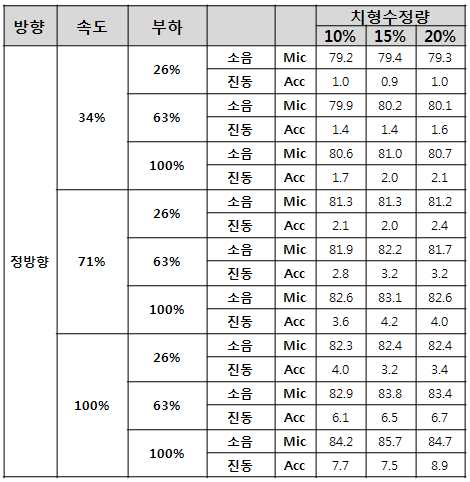 방향 속도 부하 치형수정량
10% 15% 20%
정방향 34% 26% 소음 Mic 79.2 79.4 79.3
진동 Acc 1.0 0.9 1.0
63% 소음 Mic 79.9 80.2 80.1
진동 Acc 1.4 1.4 1.6
100% 소음 Mic 80.6 81.0 80.7
진동 Acc 1.7 2.0 2.1
71% 26% 소음 Mic 81.3 81.3 81.2
진동 Acc 2.1 2.0 2.4
63% 소음 Mic 81.9 82.2 81.7
진동 Acc 2.8 3.2 3.2
100% 소음 Mic 82.6 83.1 82.6
진동 Acc 3.6 4.2 4.0
100% 26% 소음 Mic 82.3 82.4 82.4
진동 Acc 4.0 3.2 3.4
63% 소음 Mic 82.9 83.8 83.4
진동 Acc 6.1 6.5 6.7
100% 소음 Mic 84.2 85.7 84.7
진동 Acc 7.7 7.5 8.9